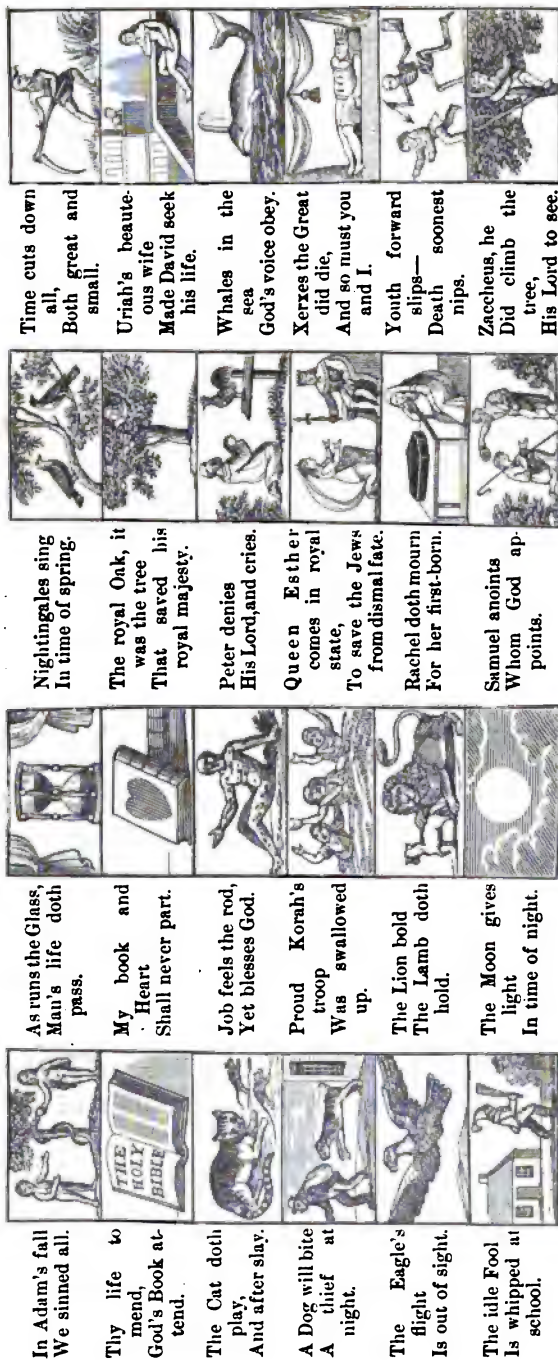 In Adam's fall
We sinned all.
THE
HOLY
BIBLE
Thy life to
mend,
God's Book at-
tend.
The Cat doth
play,
And after slay.
A Dog will bite
A thief at
night.
The Eagle's
flight
Is out of sight.
The idle Fool
Is whipped at
school.
As runs the Glass,
Man's life doth
pass.
My book and
Heart
Shall never part.
Job feels the rod,
Yet blesses God.
Proud Korah's
troop
Was swallowed
up.
The Lion bold
The Lamb doth
hold.
The Moon gives
light
In time of night.
Nightingales sing
In time of spring.
The royal Oak, it
was the tree
That saved his
royal majesty.
Peter denies
His Lord, and cries.
Queen Esther
comes in royal
state,
To save the Jews
from dismal fate.
Rachel doth mourn
For her first-born.
Samuel anoints
Whom God ap-
points.
Time cuts down
all,
Both great and
small.
Uriah's beaute-
ous wife
Made David seek
his life.
Whales in the
sea
God's voice obey.
Xerxes the Great
did die,
And so must you
and I.
Youth forward
slips—
Death soonest
nips.
Zaccheus, he
Did climb the
tree,
His Lord to see.